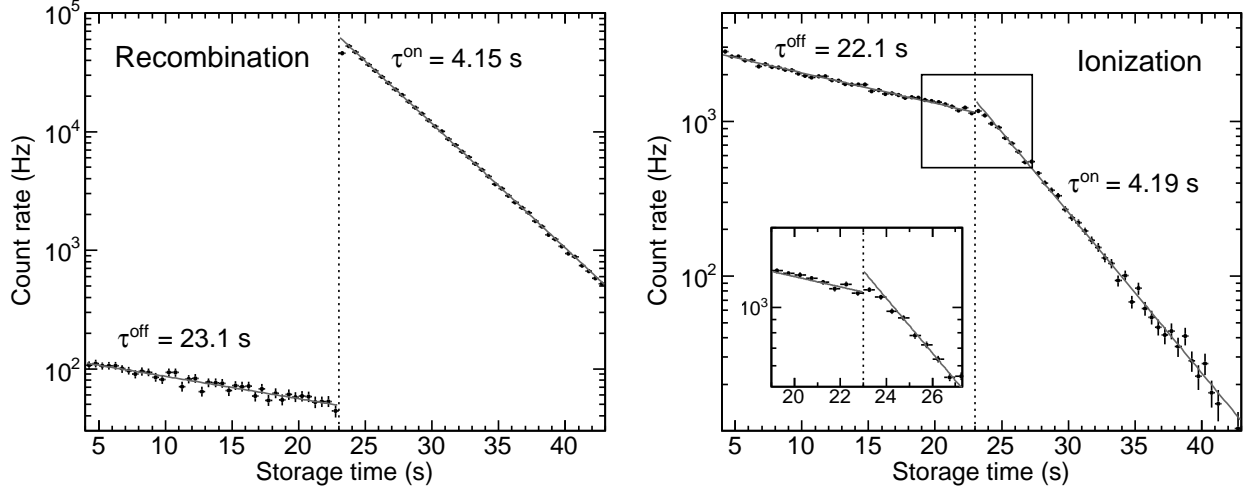 Recombination
τ^on = 4.15 s
τ^off = 23.1 s
Count rate (Hz)
10^5
10^4
10^3
10^2
5 10 15 20 25 30 35 40
Storage time (s)
τ^off = 22.1 s
Ionization
τ^on = 4.19 s
Count rate (Hz)
10^3
10^2
10^3
20 22 24 26
5 10 15 20 25 30 35 40
Storage time (s)